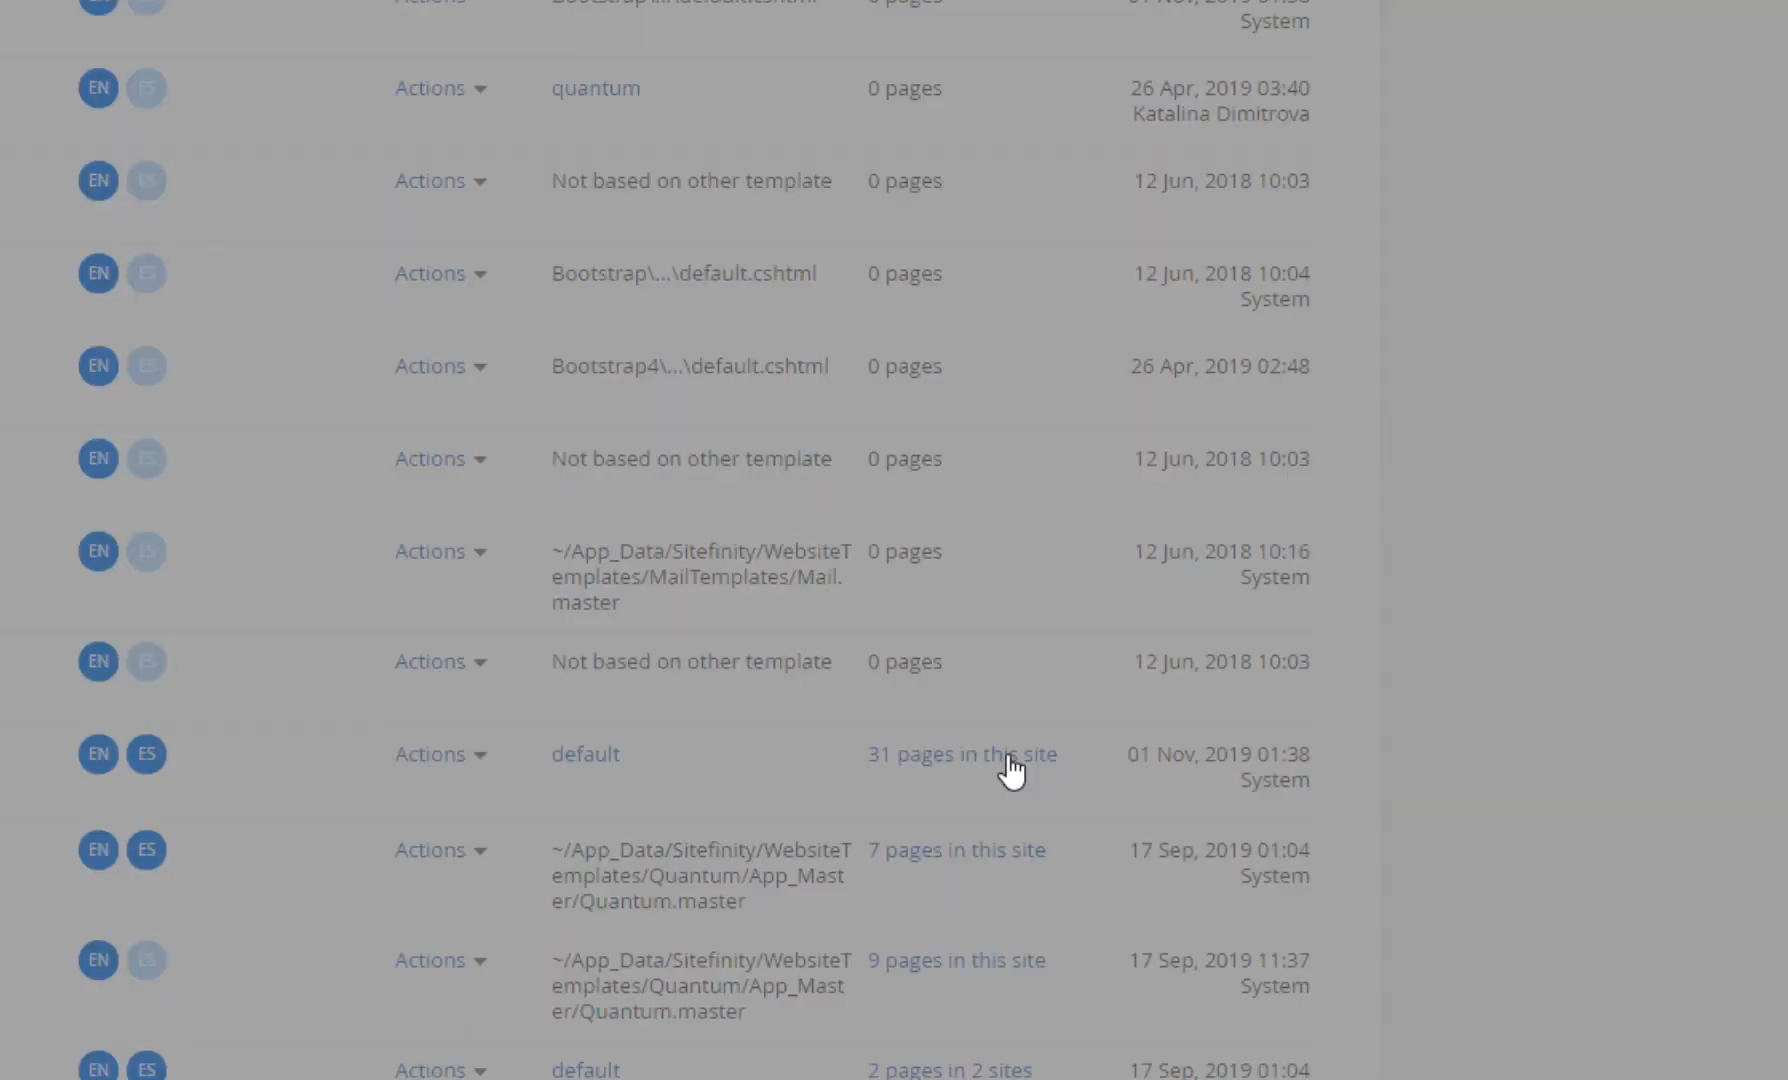 System
EN ES Actions quantum 0 pages 26 Apr, 2019 03:40
Katalina Dimitrova
EN ES Actions Not based on other template 0 pages 12 Jun, 2018 10:03
EN ES Actions Bootstrap\...\default.cshtml 0 pages 12 Jun, 2018 10:04
System
EN ES Actions Bootstrap4\...\default.cshtml 0 pages 26 Apr, 2019 02:48
EN ES Actions Not based on other template 0 pages 12 Jun, 2018 10:03
EN ES Actions ~/App_Data/Sitefinity/WebsiteT 0 pages 12 Jun, 2018 10:16
emplates/MailTemplates/Mail. System
master
EN ES Actions Not based on other template 0 pages 12 Jun, 2018 10:03
EN ES Actions default 31 pages in this site 01 Nov, 2019 01:38
System
EN ES Actions ~/App_Data/Sitefinity/WebsiteT 7 pages in this site 17 Sep, 2019 01:04
emplates/Quantum/App_Mast System
er/Quantum.master
EN ES Actions ~/App_Data/Sitefinity/WebsiteT 9 pages in this site 17 Sep, 2019 11:37
emplates/Quantum/App_Mast System
er/Quantum.master
EN ES Actions default 2 pages in 2 sites 17 Sep, 2019 01:04